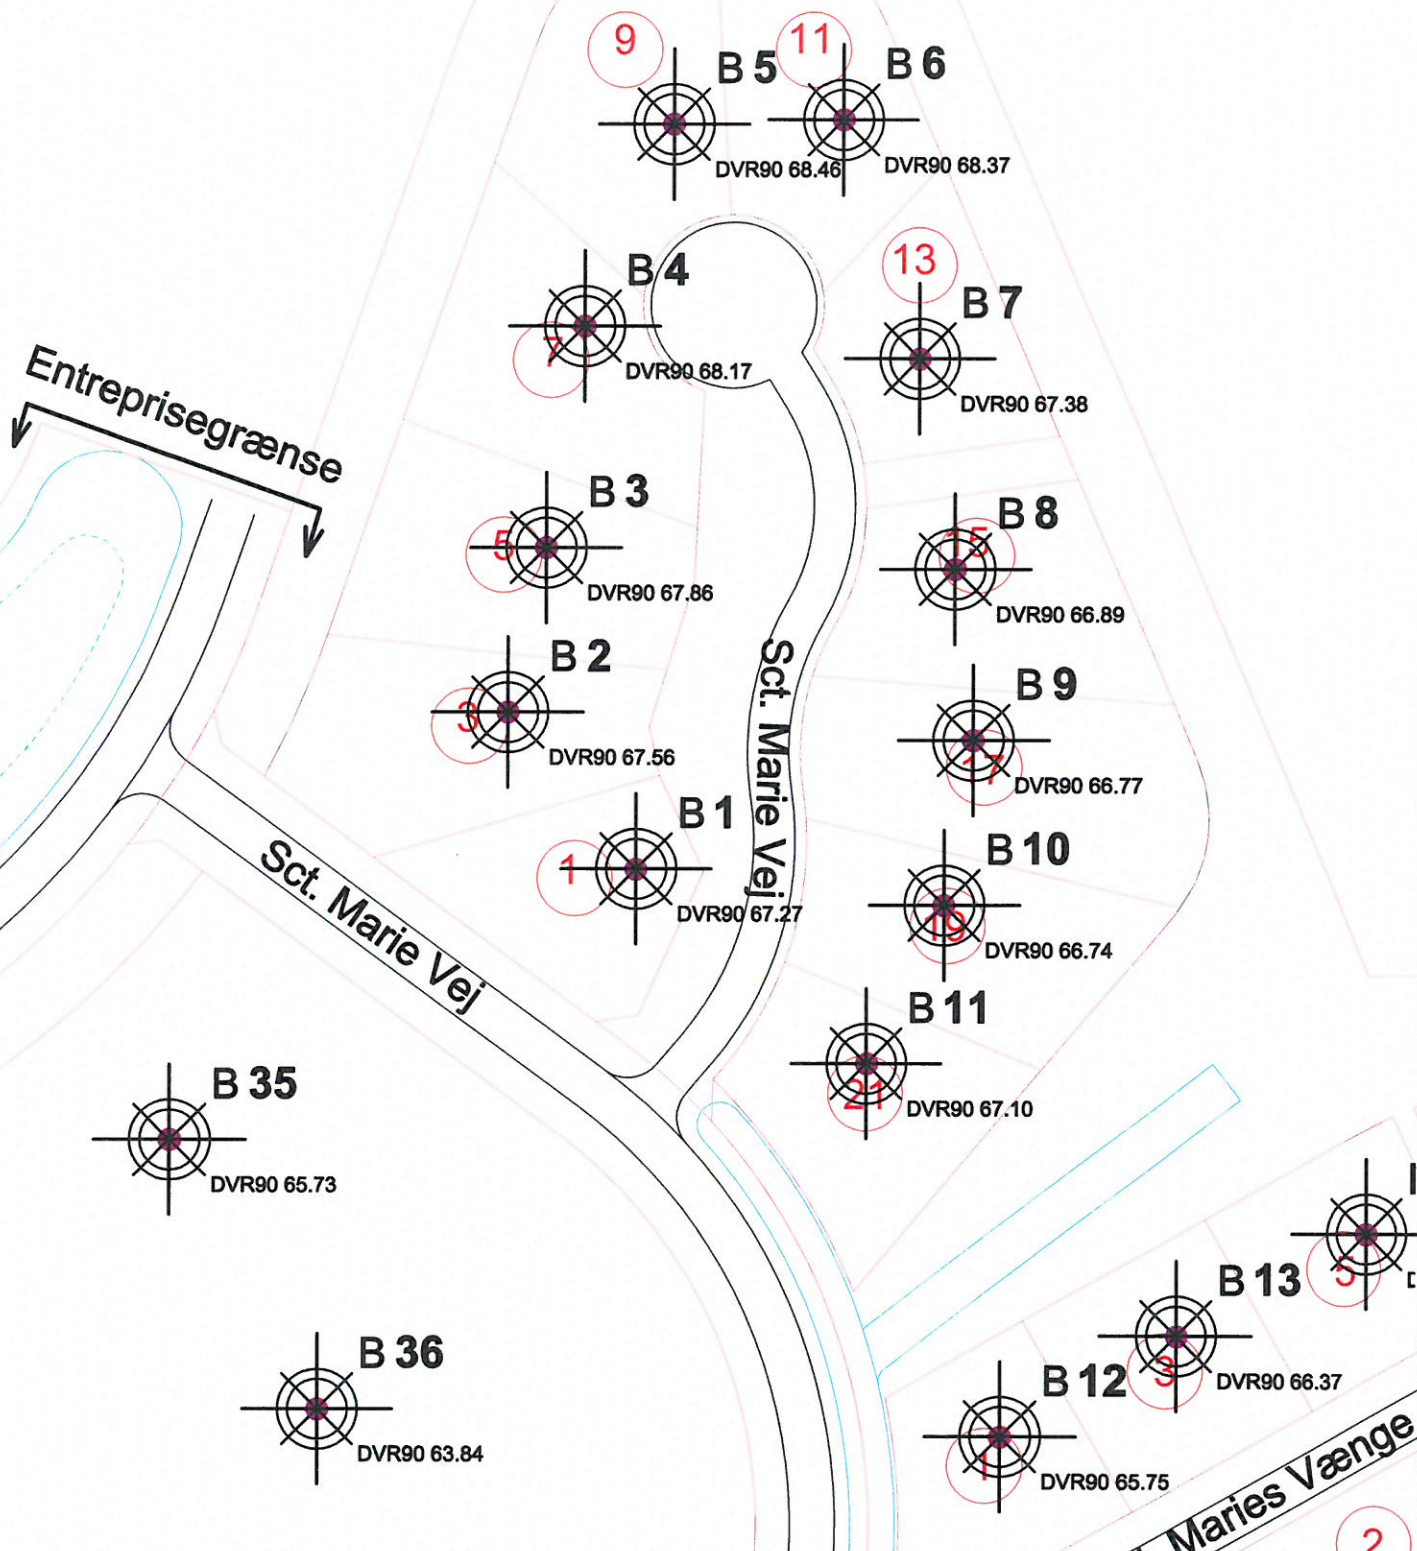 9
11
B 5
B 6
DVR90 68.46
DVR90 68.37
13
B 4
7
DVR90 68.17
B 7
DVR90 67.38
Entreprisegrænse
B 3
5
DVR90 67.86
B 8
15
DVR90 66.89
B 2
3
DVR90 67.56
Sct. Marie Vej
B 9
17
DVR90 66.77
B 1
1
DVR90 67.27
B 10
19
DVR90 66.74
Sct. Marie Vej
B 11
21
DVR90 67.10
B 35
DVR90 65.73
5
B 13
3
DVR90 66.37
B 36
DVR90 63.84
B 12
1
DVR90 65.75
Maries Vænge
2